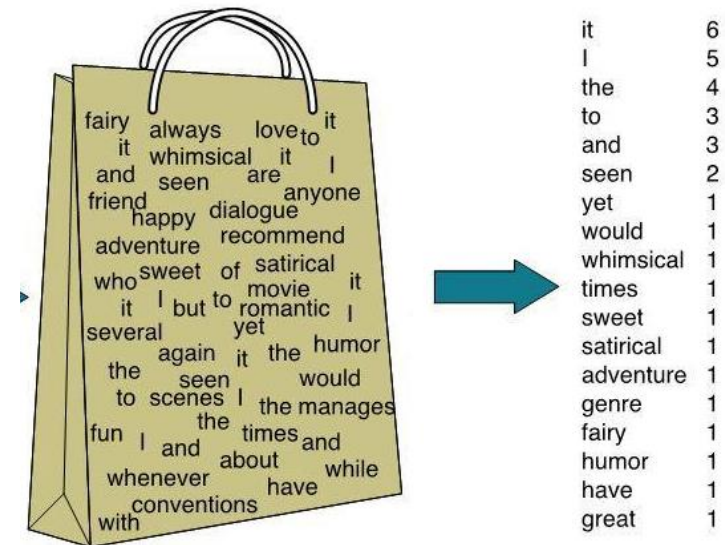 fairy always love to it
it whimsical it I
and seen are anyone
friend happy dialogue
adventure recommend
who sweet of satirical it
it I but to movie romantic I
several yet
again it the humor
the seen would
to scenes I the manages
fun I and the times and
about while
whenever have
conventions
with
it 6
I 5
the 4
to 3
and 3
seen 2
yet 1
would 1
whimsical 1
times 1
sweet 1
satirical 1
adventure 1
genre 1
fairy 1
humor 1
have 1
great 1